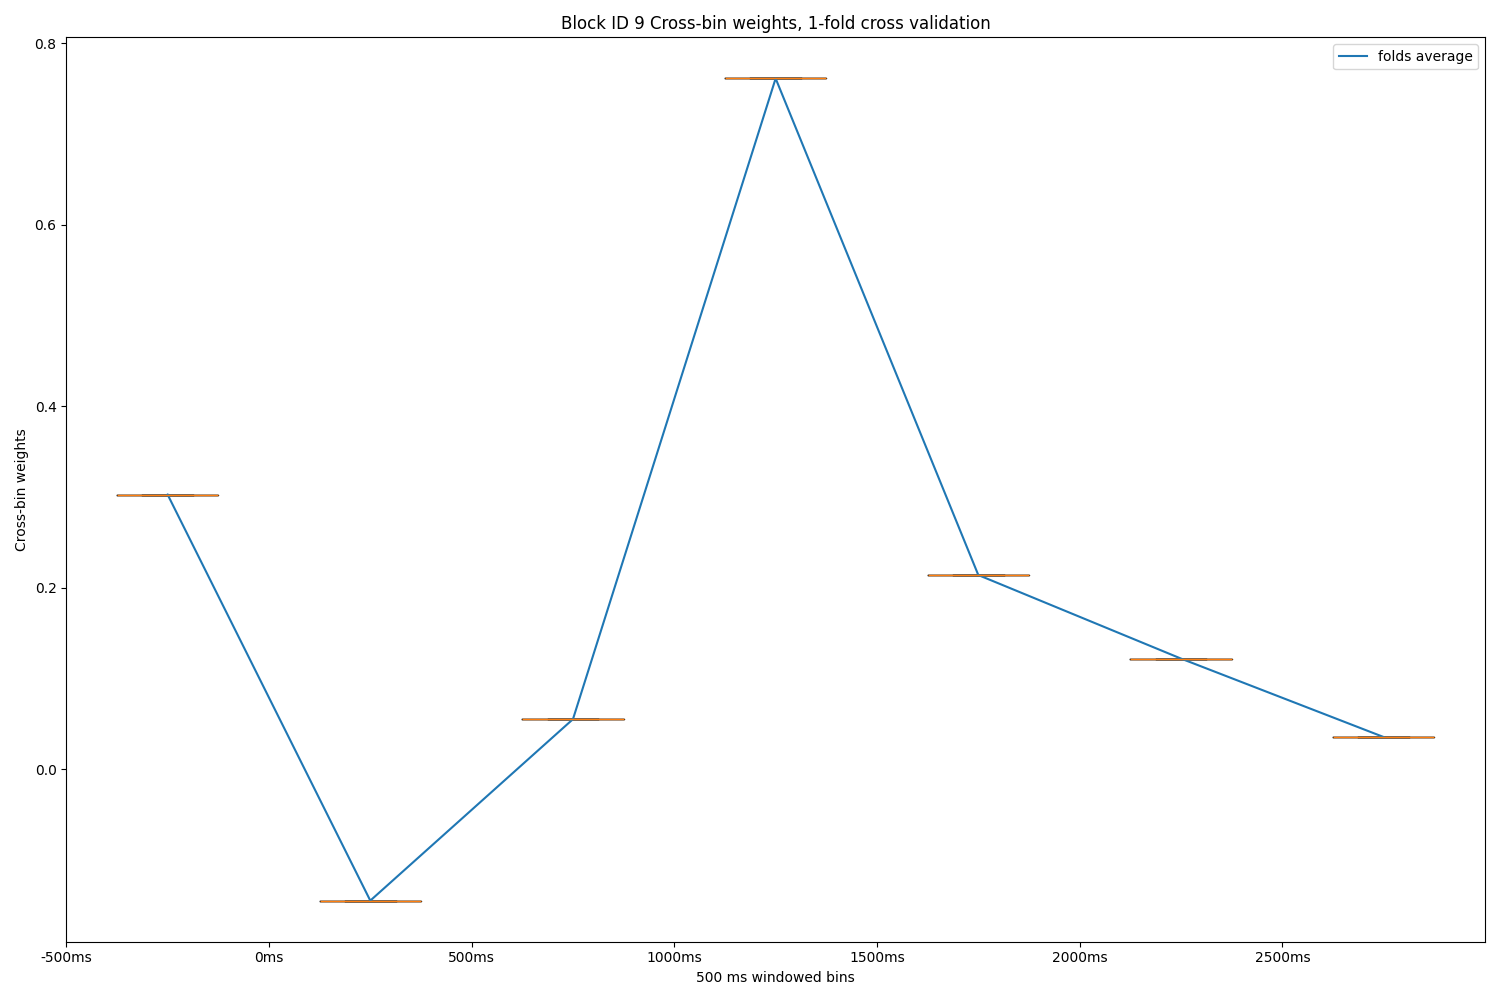 Block ID 9 Cross-bin weights, 1-fold cross validation
folds average
0.8
0.6
0.4
0.2
0.0
Cross-bin weights
-500ms
0ms
500ms
1000ms
1500ms
2000ms
2500ms
500 ms windowed bins